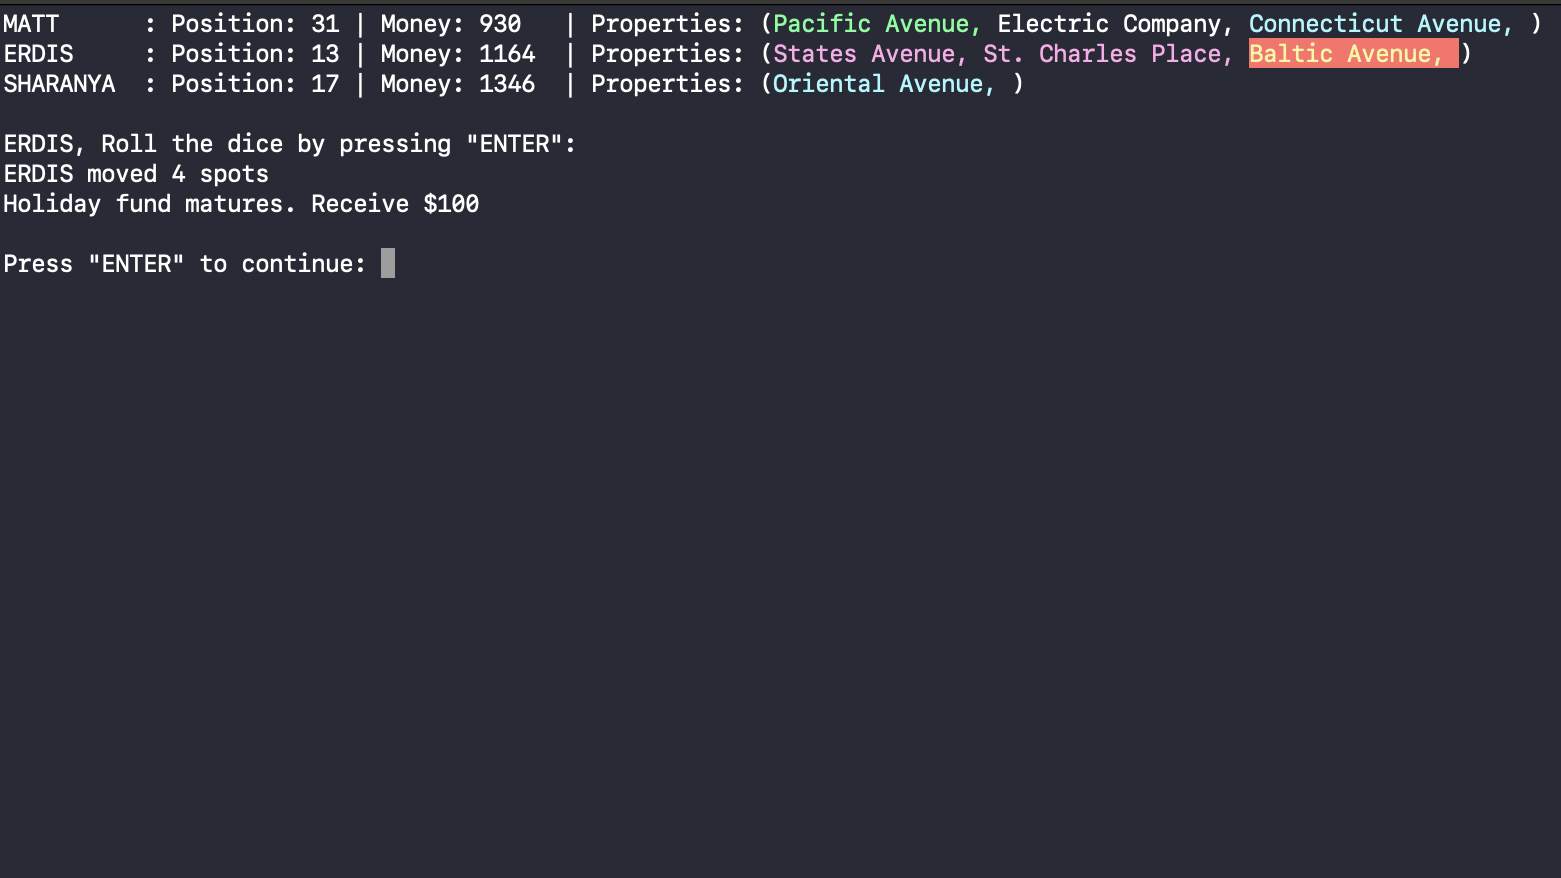 MATT      : Position: 31 | Money: 930   | Properties: (Pacific Avenue, Electric Company, Connecticut Avenue, )
ERDIS     : Position: 13 | Money: 1164  | Properties: (States Avenue, St. Charles Place, Baltic Avenue, )
SHARANYA  : Position: 17 | Money: 1346  | Properties: (Oriental Avenue, )
ERDIS, Roll the dice by pressing "ENTER":
ERDIS moved 4 spots
Holiday fund matures. Receive $100
Press "ENTER" to continue: